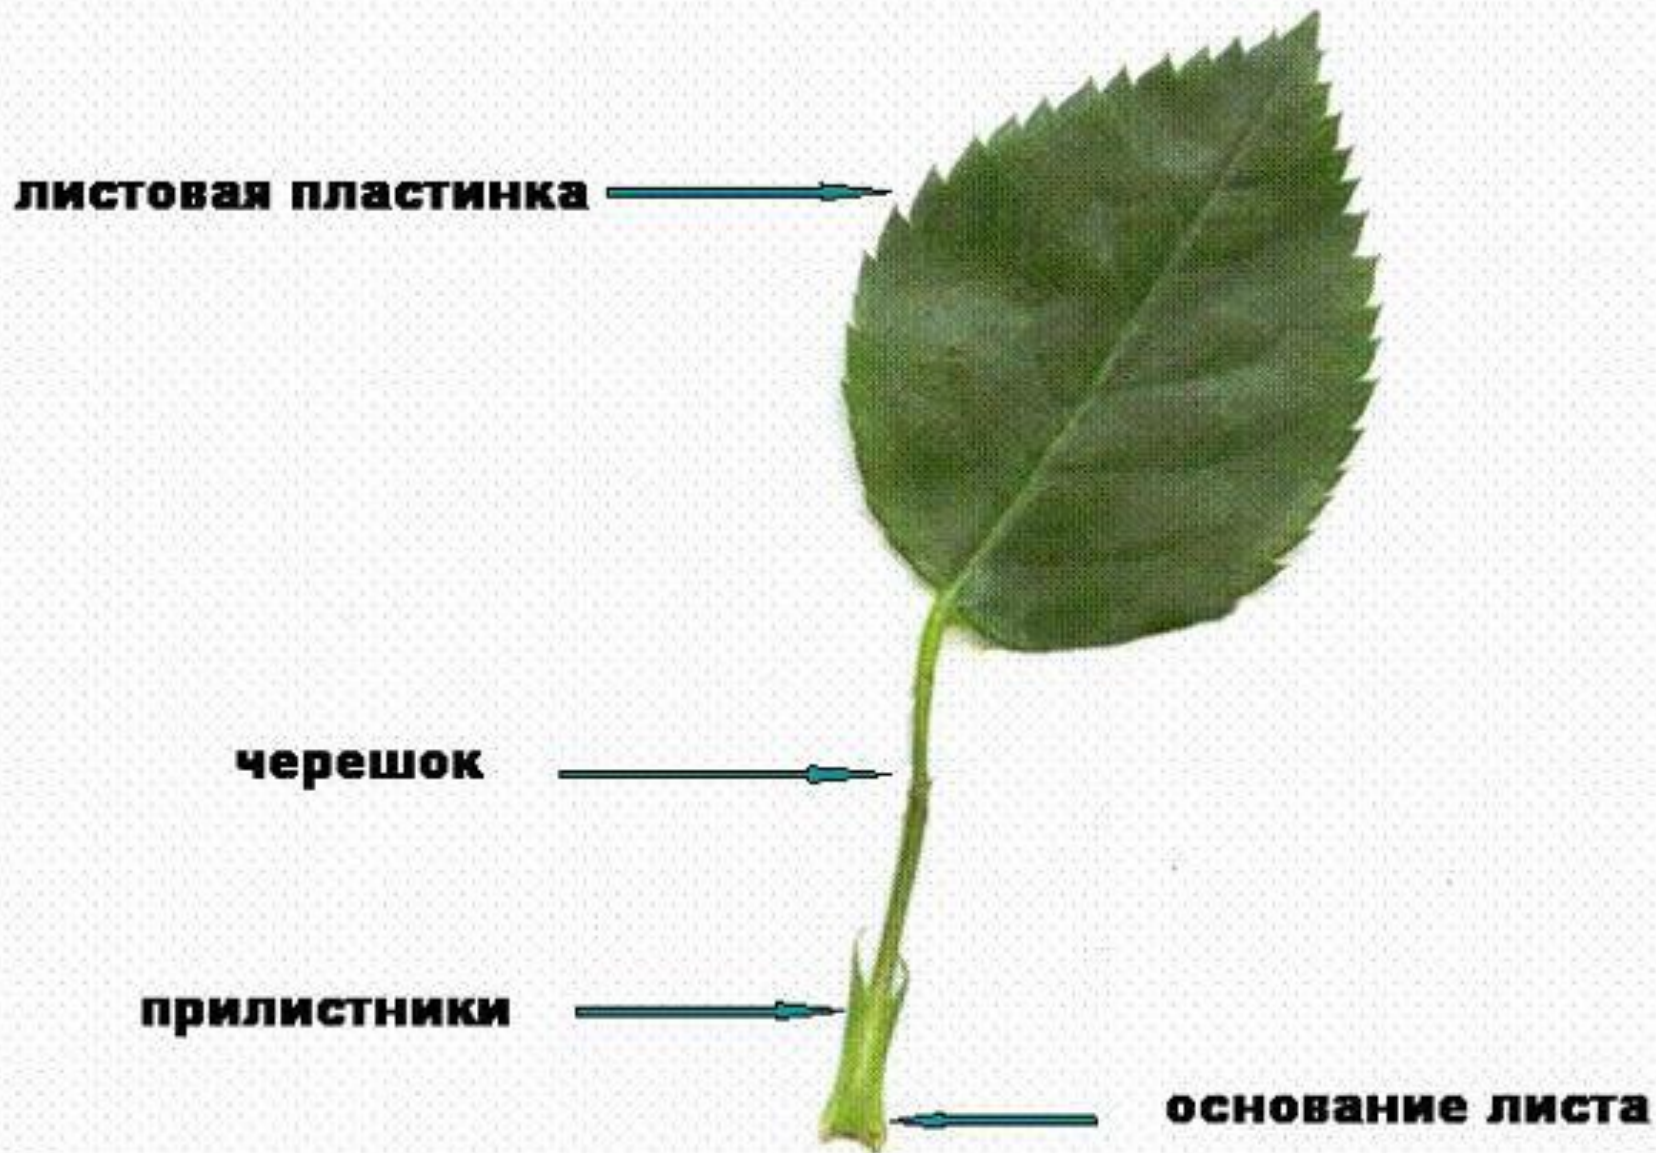 листовая пластинка
черешок
прилистники
основание листа